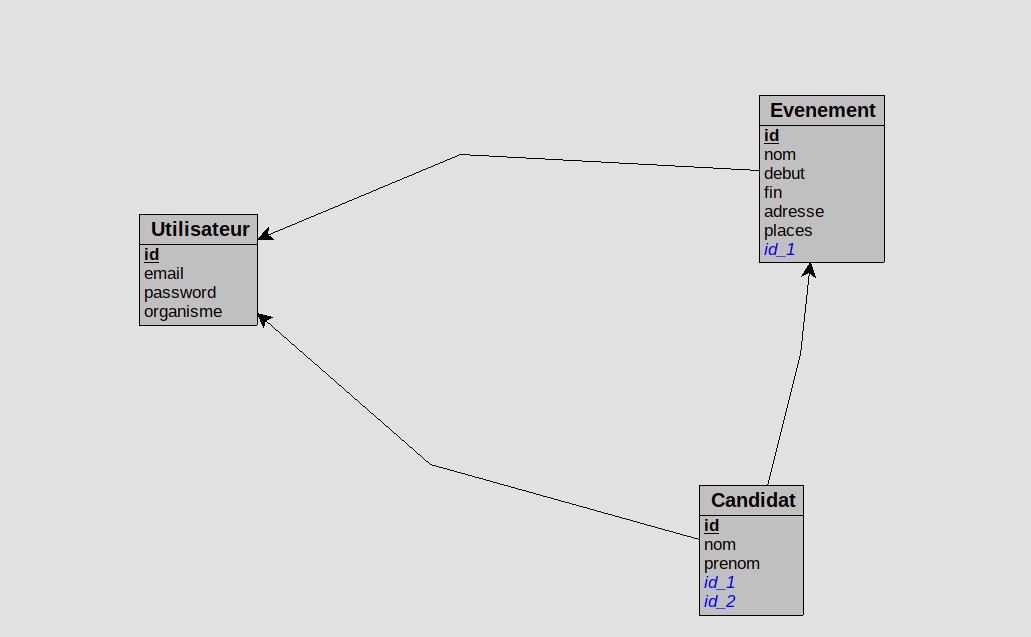 Evenement
id
nom
debut
fin
adresse
places
id_1
Utilisateur
id
email
password
organisme
Candidat
id
nom
prenom
id_1
id_2